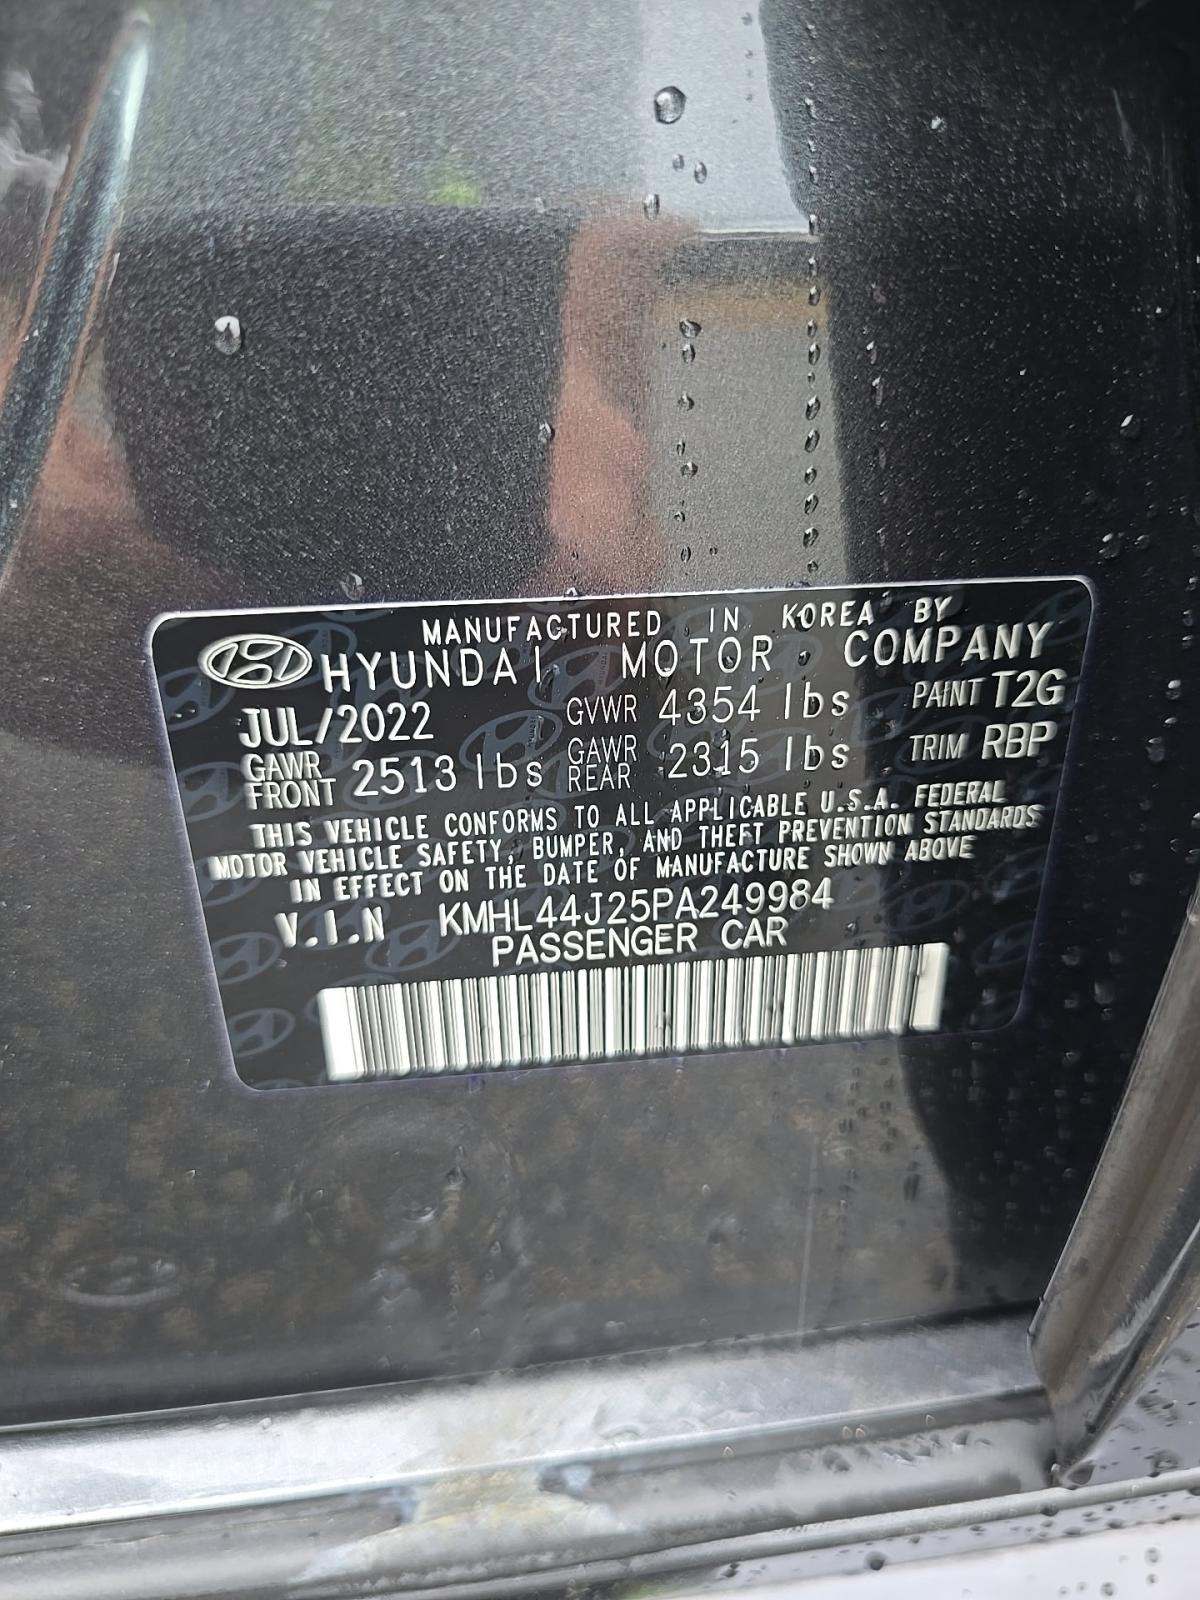 MANUFACTURED IN KOREA BY
HYUNDAI MOTOR COMPANY
JUL/2022 GVWR 4354 lbs PAINT T2G
GAWR FRONT 2513 lbs GAWR REAR 2315 lbs TRIM RBP
THIS VEHICLE CONFORMS TO ALL APPLICABLE U.S.A. FEDERAL
MOTOR VEHICLE SAFETY, BUMPER, AND THEFT PREVENTION STANDARDS
IN EFFECT ON THE DATE OF MANUFACTURE SHOWN ABOVE
V.I.N KMHL44J25PA249984
PASSENGER CAR